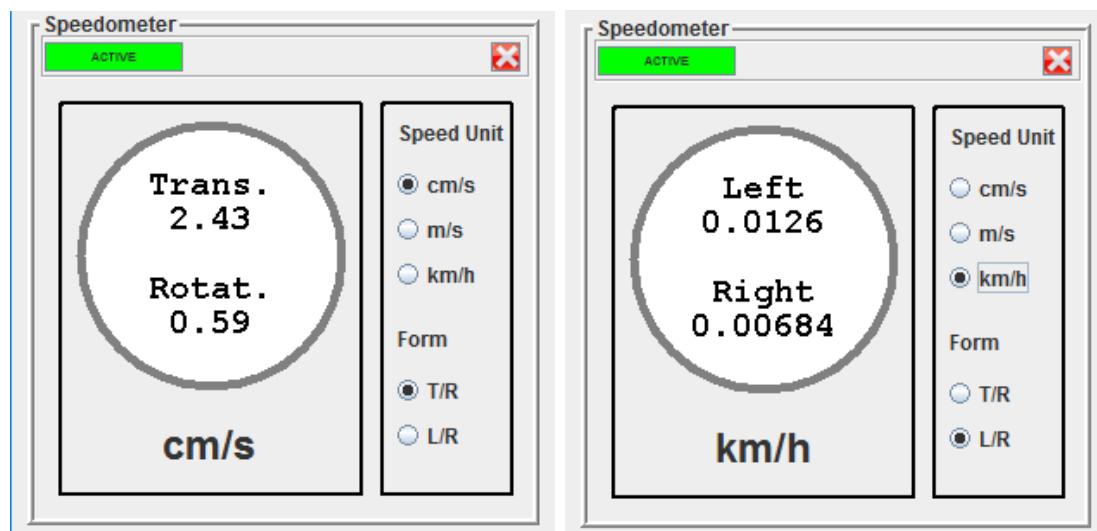 Speedometer
ACTIVE
Trans.
2.43
Rotat.
0.59
cm/s
Speed Unit
cm/s
m/s
km/h
Form
T/R
L/R
Speedometer
ACTIVE
Left
0.0126
Right
0.00684
km/h
Speed Unit
cm/s
m/s
km/h
Form
T/R
L/R